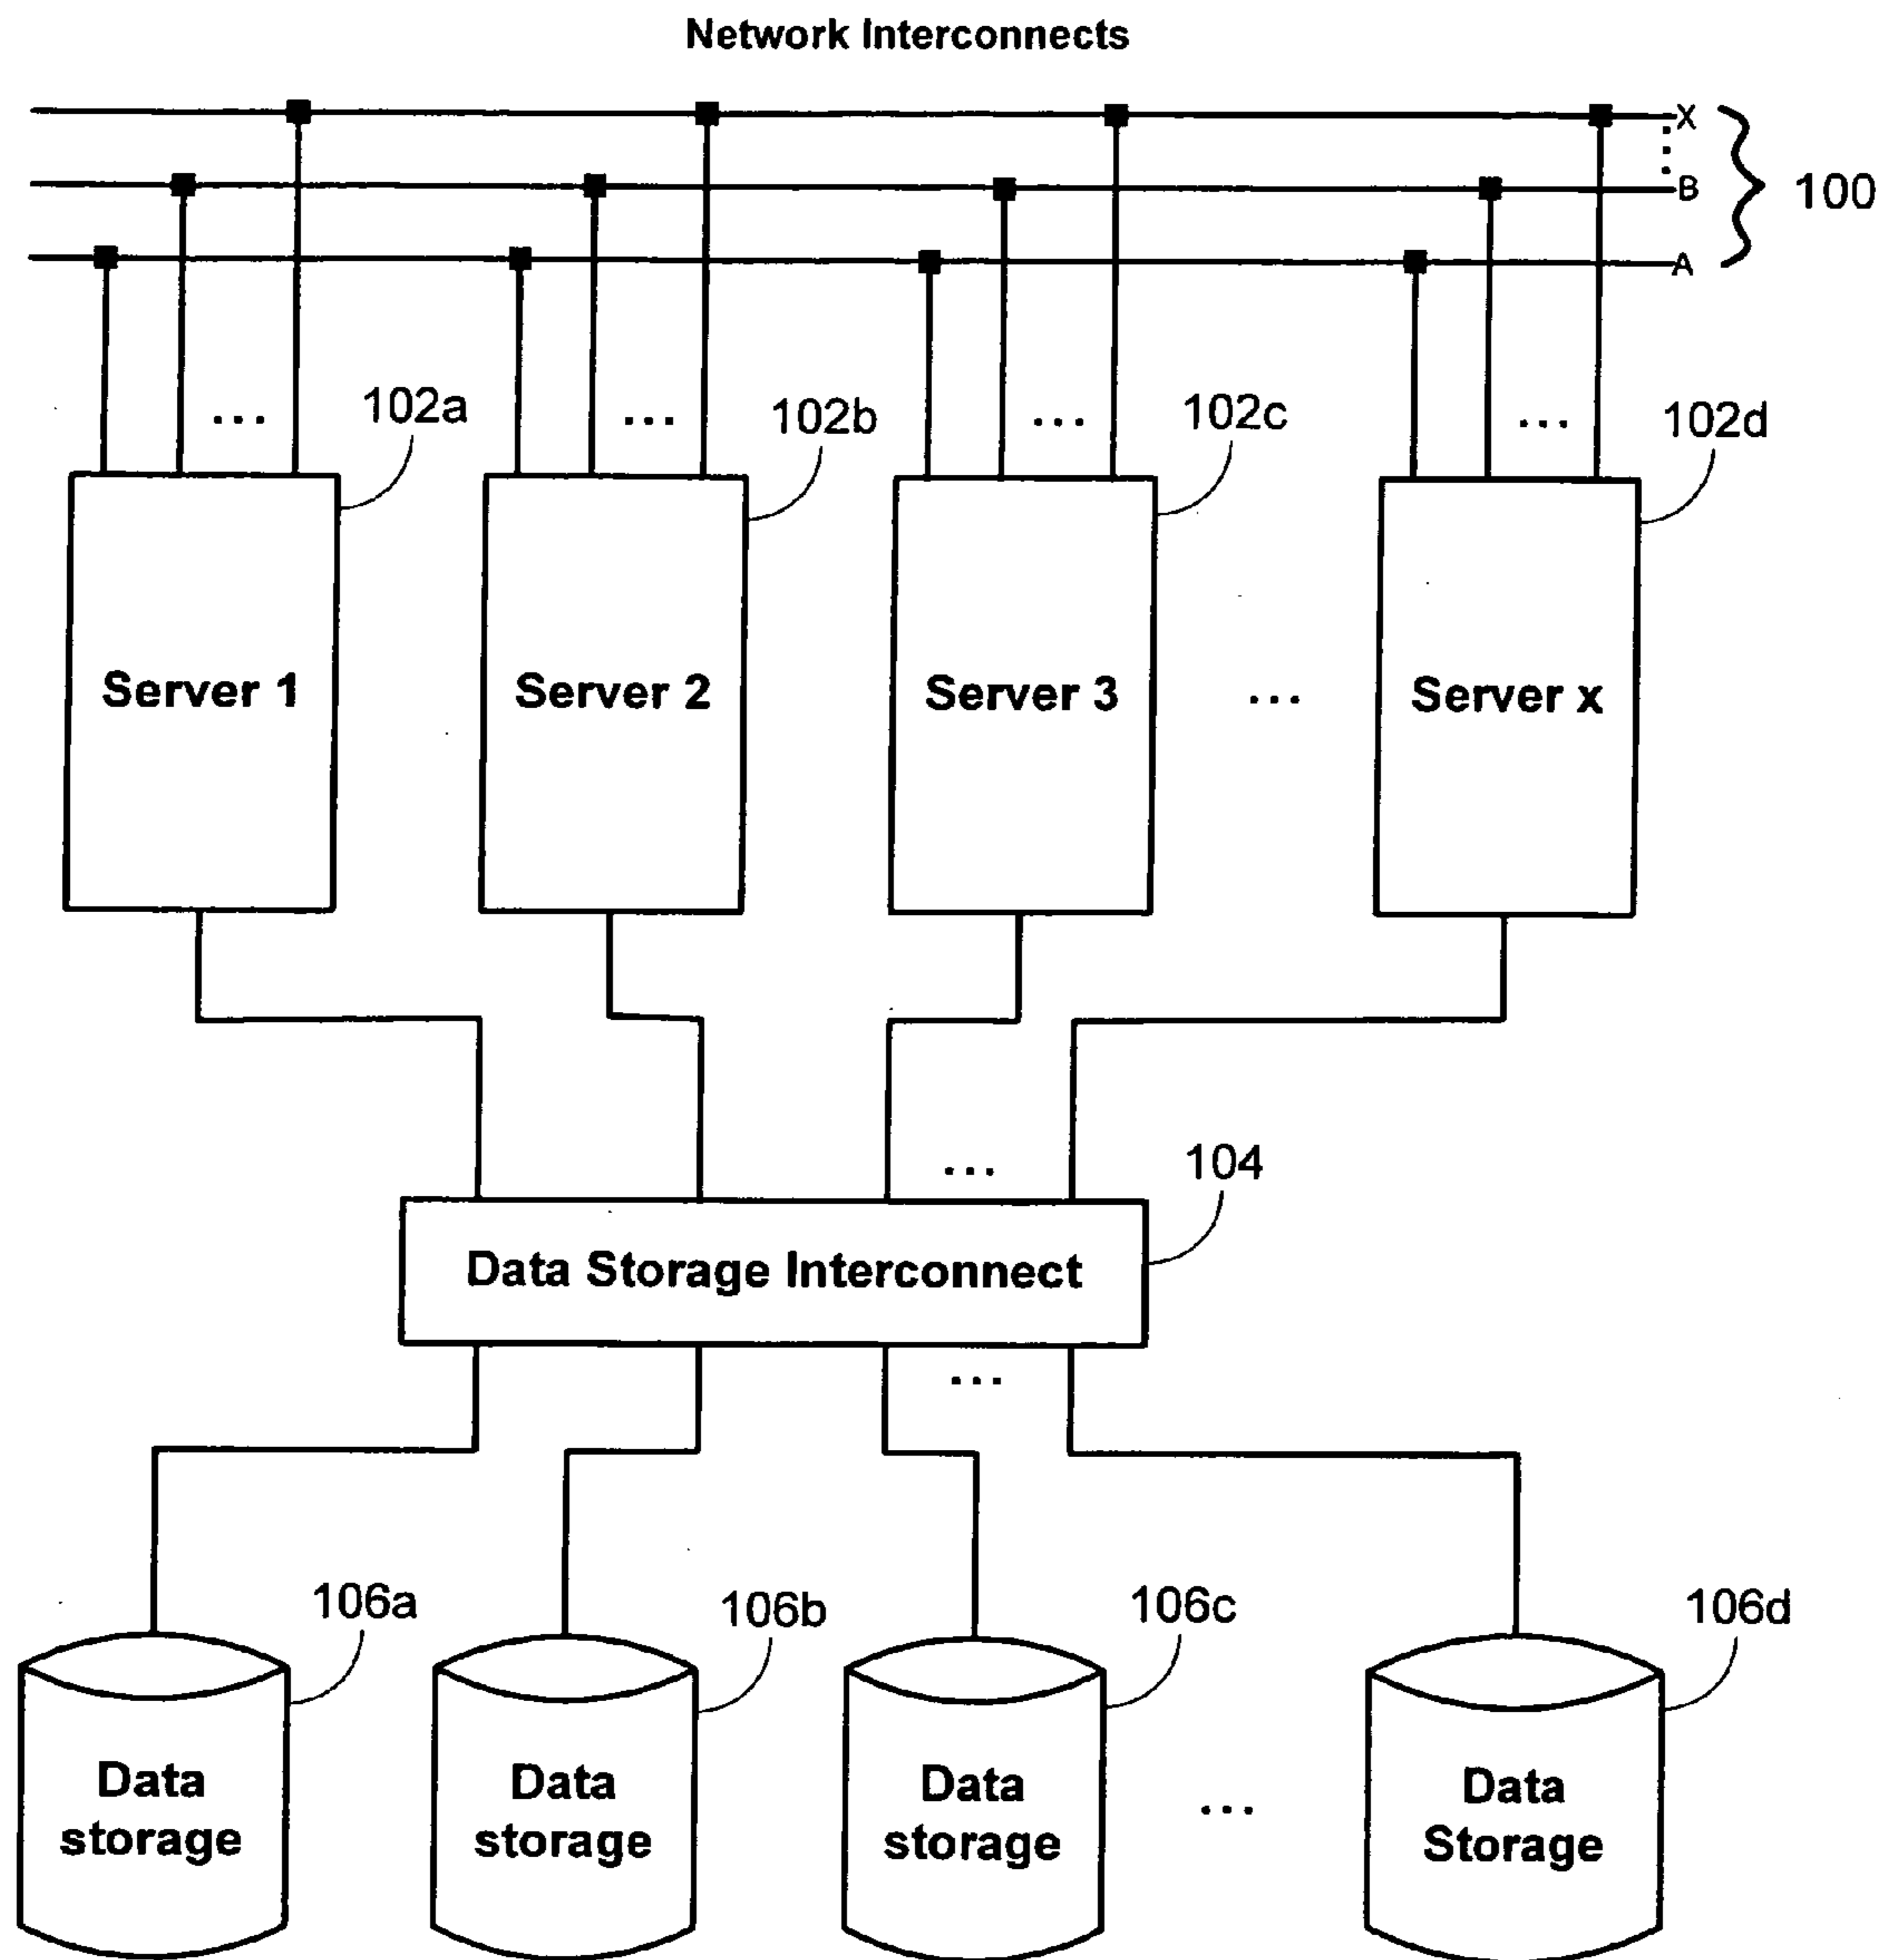 Network Interconnects
X
B
A
100
...
102a
...
102b
...
102c
...
102d
Server 1
Server 2
Server 3
...
Server x
...
104
Data Storage Interconnect
...
106a
106b
106c
106d
Data
storage
Data
storage
Data
storage
...
Data
Storage